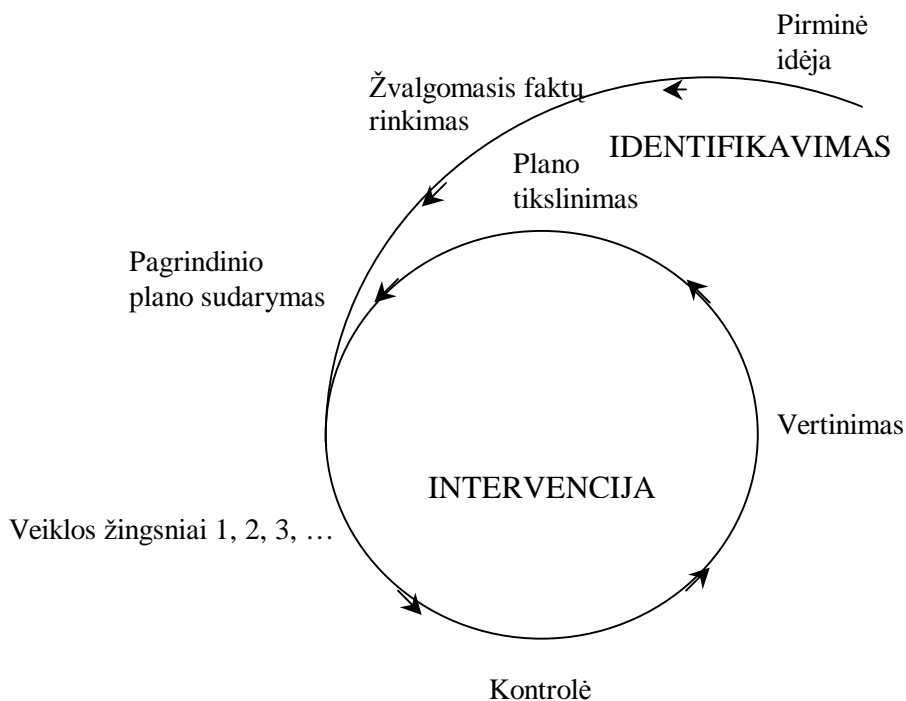 Pirminė
idėja
Žvalgomasis faktų
rinkimas
IDENTIFIKAVIMAS
Plano
tikslinimas
Pagrindinio
plano sudarymas
Vertinimas
INTERVENCIJA
Veiklos žingsniai 1, 2, 3, …
Kontrolė